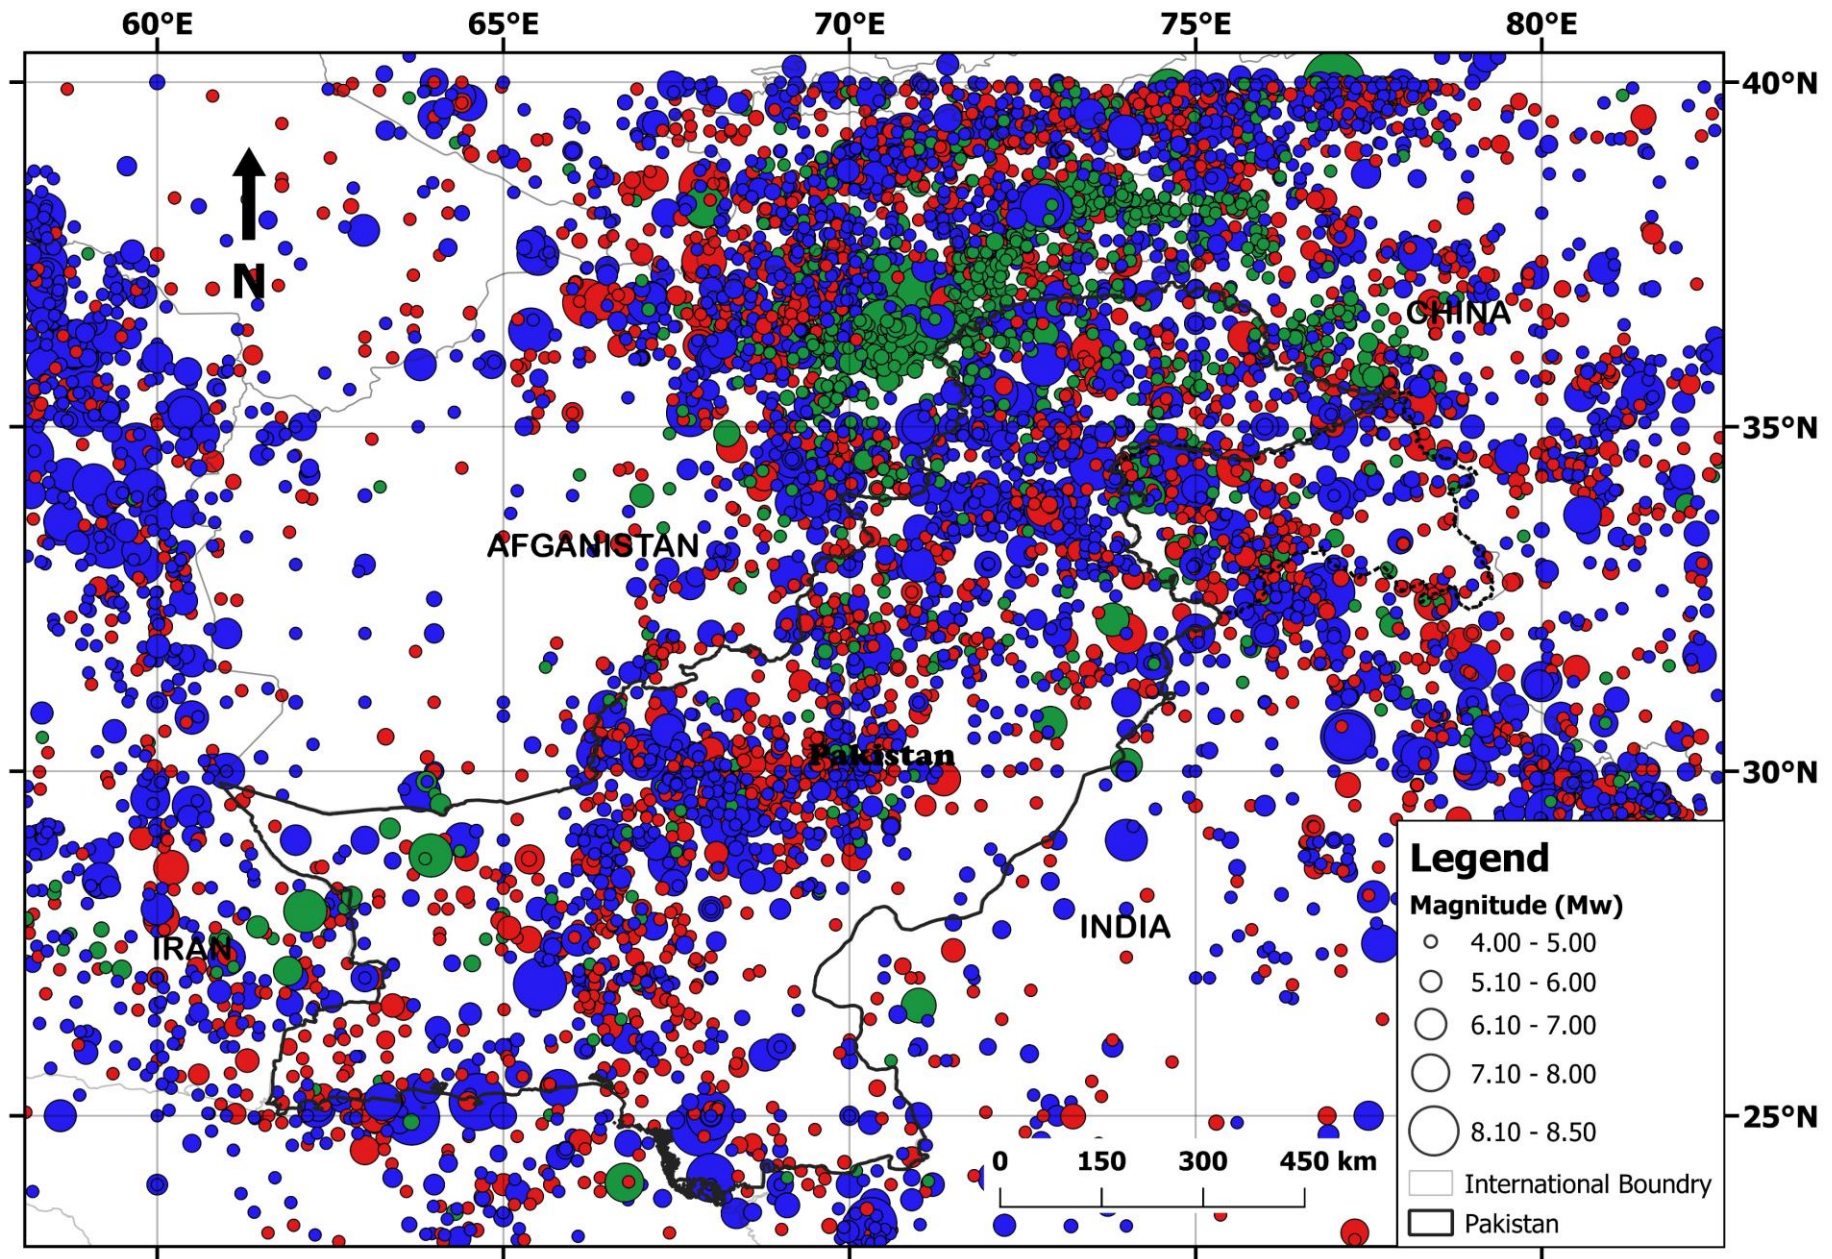 60°E 65°E 70°E 75°E 80°E
40°N
N
CHINA
35°N
AFGANISTAN
Pakistan
30°N
Legend
Magnitude (Mw)
4.00 - 5.00
5.10 - 6.00
6.10 - 7.00
7.10 - 8.00
8.10 - 8.50
International Boundry
Pakistan
INDIA
IRAN
25°N
0 150 300 450 km